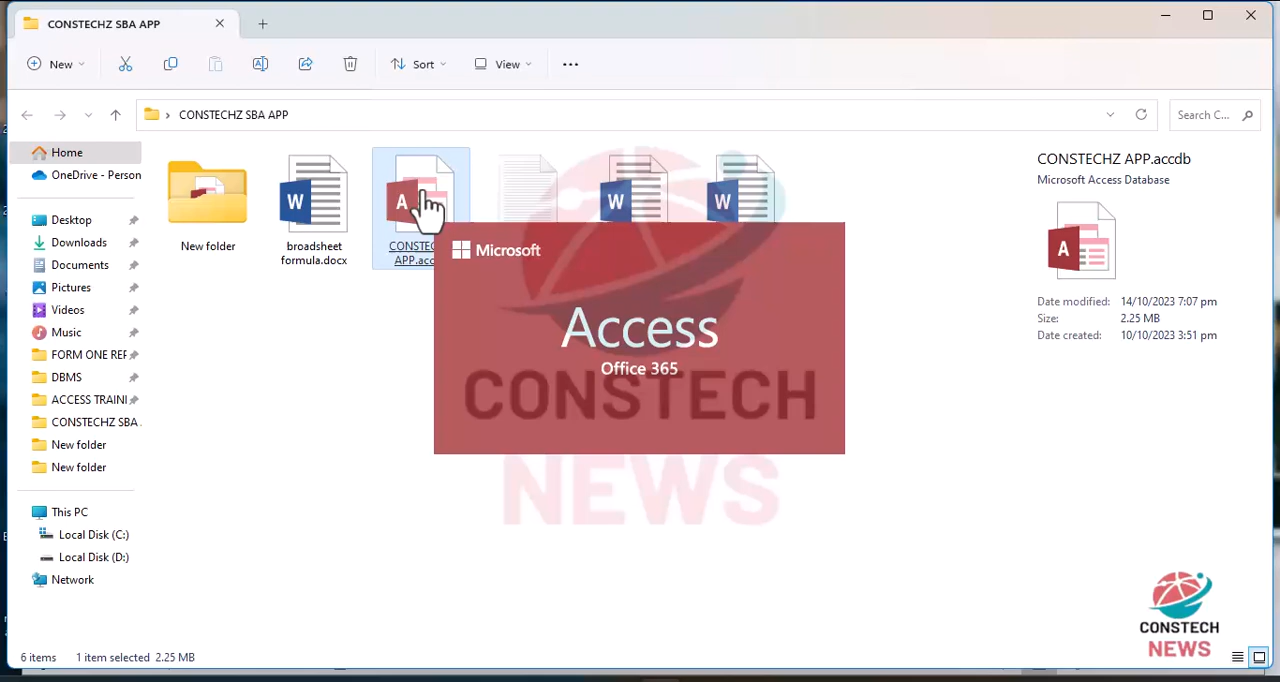 CONSTECHZ SBA APP
New
Sort
View
CONSTECHZ SBA APP
Search C...
Home
OneDrive - Person
Desktop
Downloads
Documents
Pictures
Videos
Music
FORM ONE REF
DBMS
ACCESS TRAINI
CONSTECHZ SBA
New folder
New folder
This PC
Local Disk (C:)
Local Disk (D:)
Network
New folder
W
broadsheet
formula.docx
A
CONSTEC
APP.acc
W
W
Microsoft
Access
Office 365
CONSTECH
NEWS
CONSTECHZ APP.accdb
Microsoft Access Database
A
Date modified: 14/10/2023 7:07 pm
Size: 2.25 MB
Date created: 10/10/2023 3:51 pm
CONSTECH
NEWS
6 items 1 item selected 2.25 MB